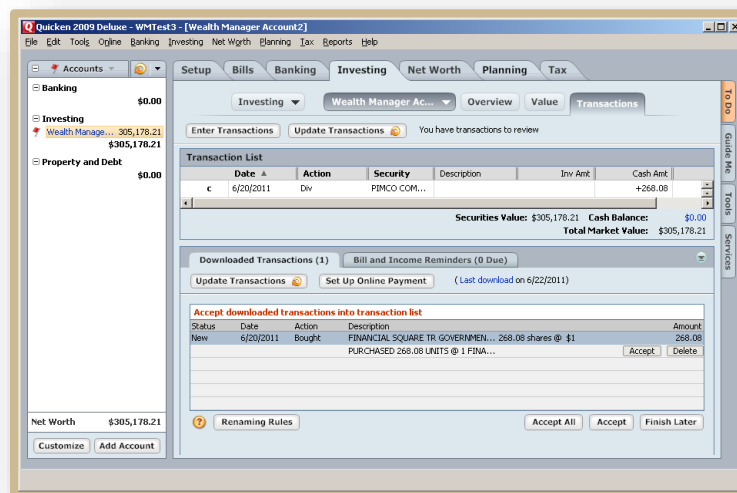 Quicken 2009 Deluxe - WMTest3 - [Wealth Manager Account2]
File Edit Tools Online Banking Investing Net Worth Planning Tax Reports Help
Accounts
Setup Bills Banking Investing Net Worth Planning Tax
Banking
$0.00
Investing
Wealth Manage... 305,178.21
$305,178.21
Property and Debt
$0.00
Net Worth $305,178.21
Customize Add Account
Investing Wealth Manager Ac... Overview Value Transactions
Enter Transactions Update Transactions You have transactions to review
Transaction List
Date Action Security Description Inv Amt Cash Amt
c 6/20/2011 Div PIMCO COM... +268.08
Securities Value: $305,178.21 Cash Balance: $0.00
Total Market Value: $305,178.21
Downloaded Transactions (1) Bill and Income Reminders (0 Due)
Update Transactions Set Up Online Payment (Last download on 6/22/2011)
Accept downloaded transactions into transaction list
Status Date Action Description Amount
New 6/20/2011 Bought FINANCIAL SQUARE TR GOVERNMEN... 268.08 shares @ $1 268.08
PURCHASED 268.08 UNITS @ 1 FINA... Accept Delete
? Renaming Rules Accept All Accept Finish Later
To Do
Guide Me
Tools
Services